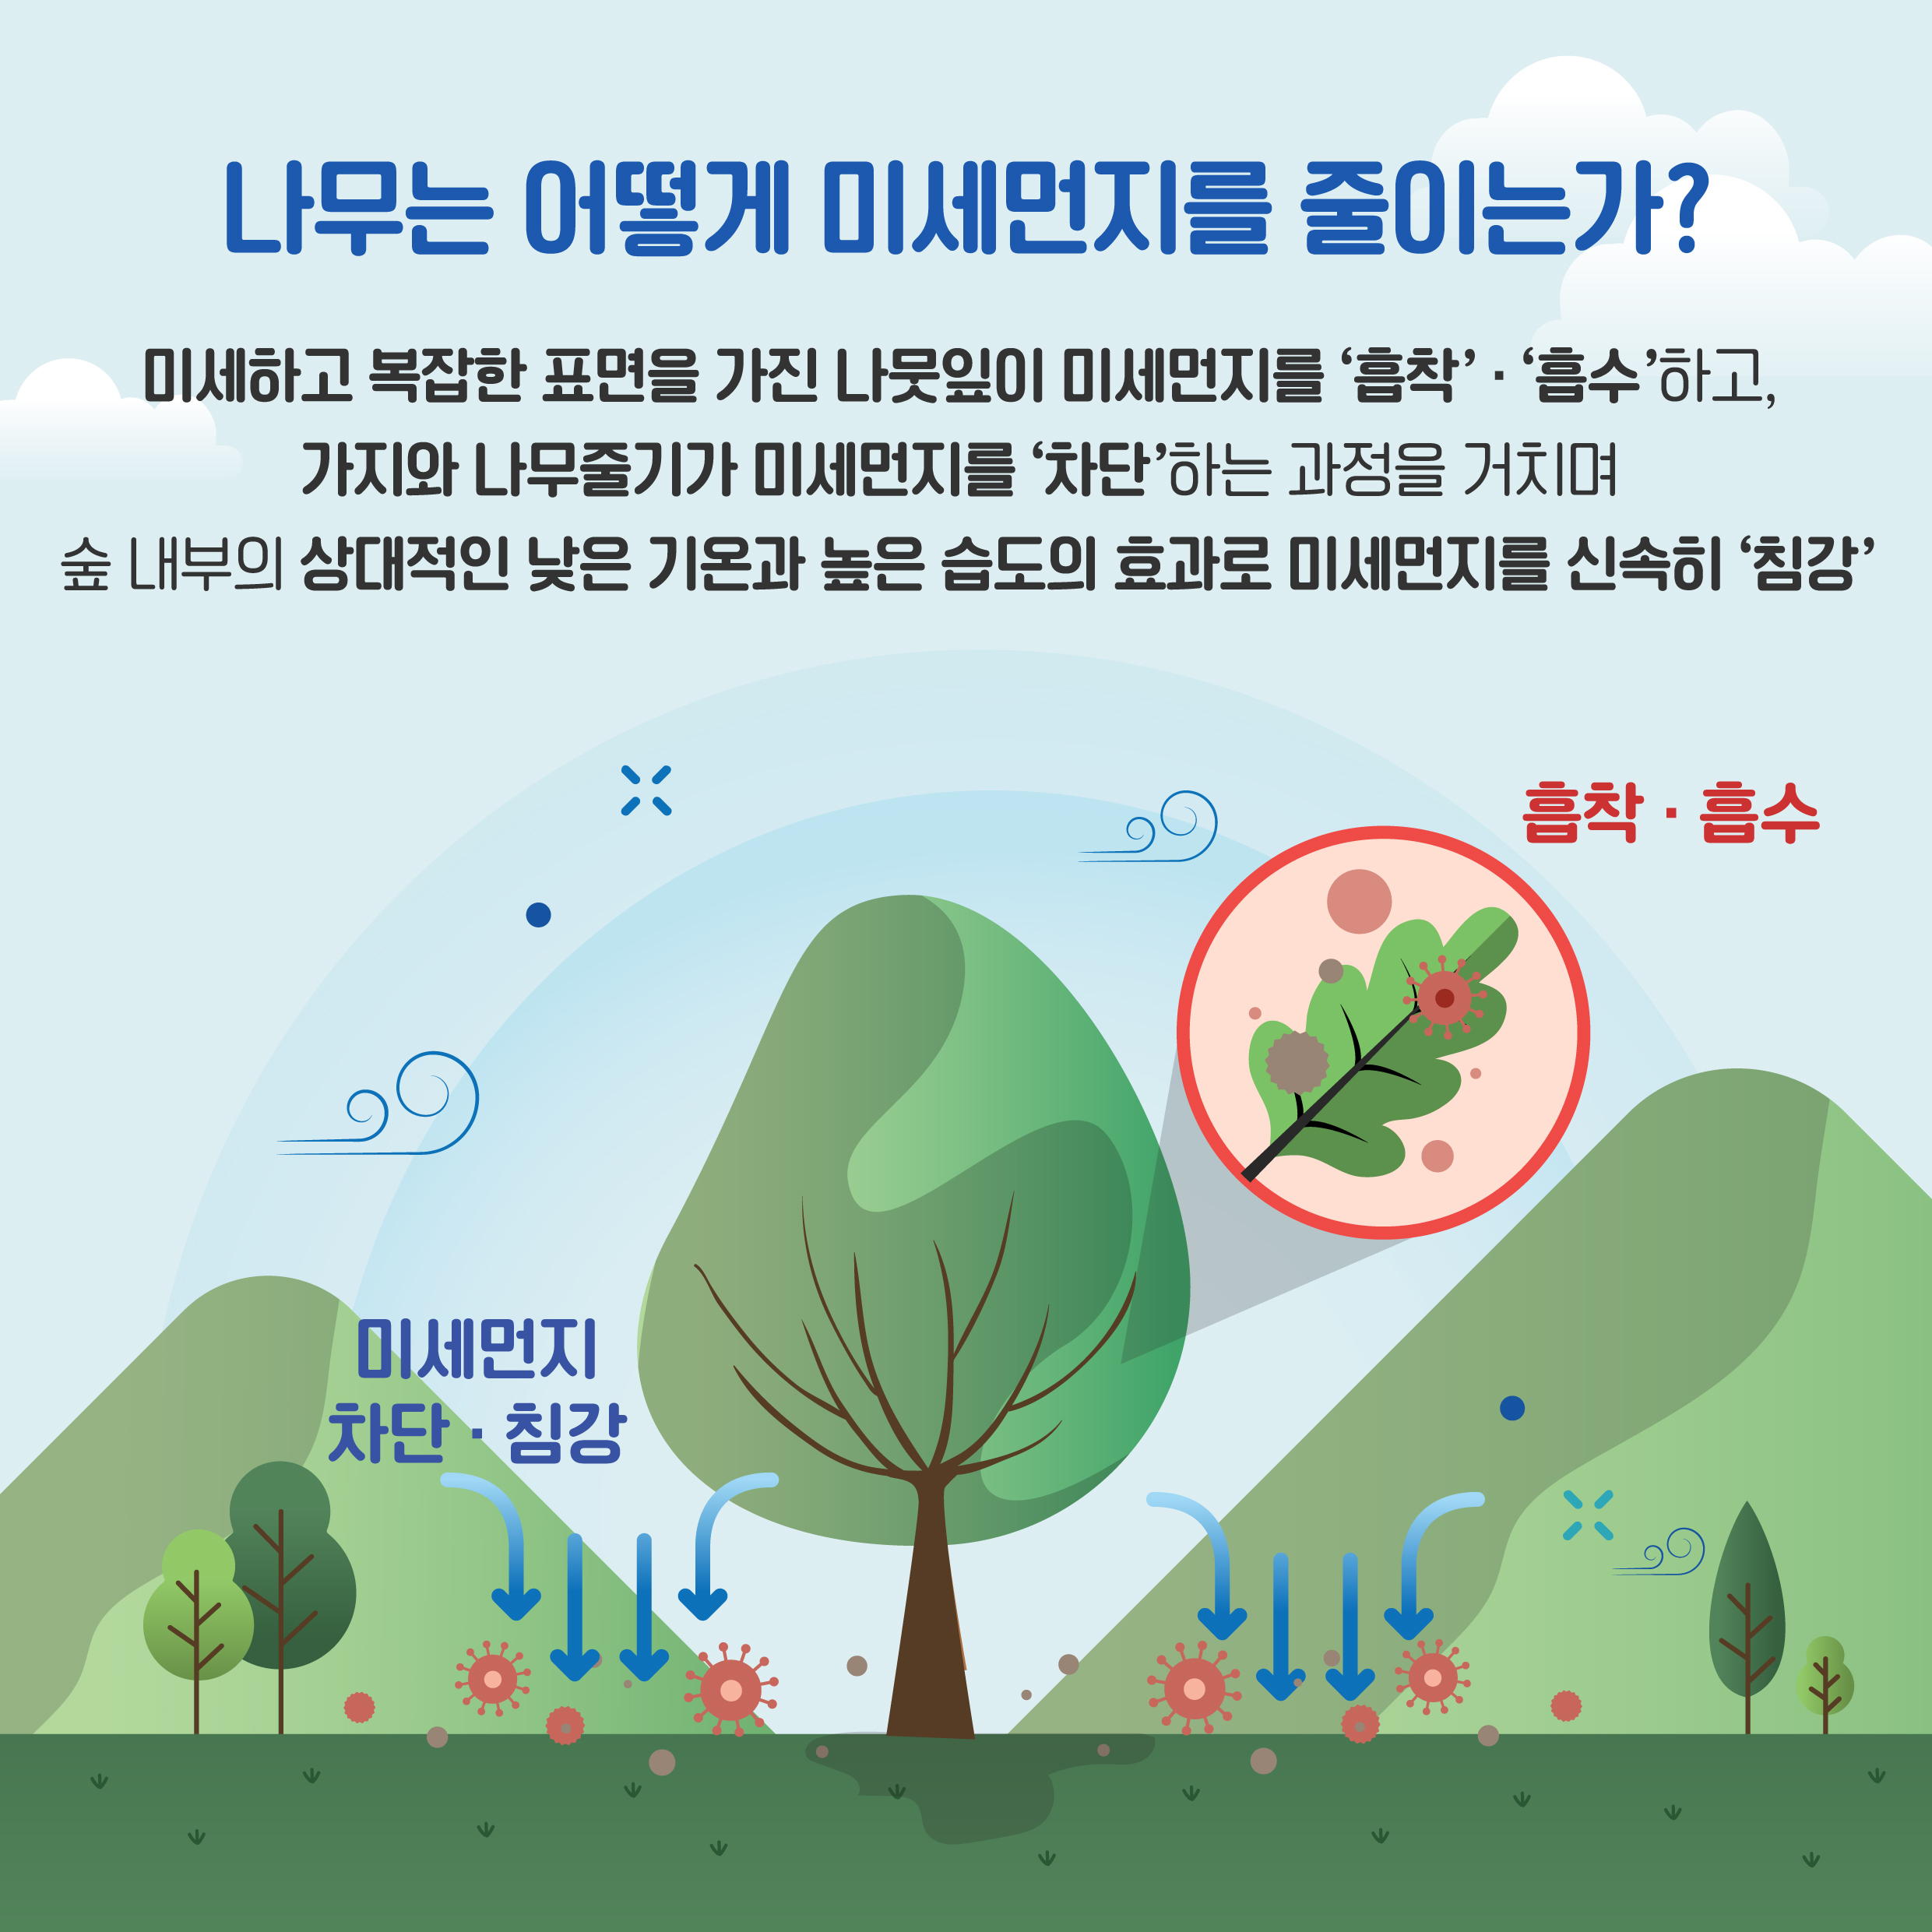 나무는 어떻게 미세먼지를 줄이는가?
미세하고 복잡한 표면을 가진 나뭇잎이 미세먼지를 ‘흡착’ · ‘흡수’하고,
가지와 나무줄기가 미세먼지를 ‘차단’하는 과정을 거치며
숲 내부의 상대적인 낮은 기온과 높은 습도의 효과로 미세먼지를 신속히 ‘침강’
흡착 · 흡수
미세먼지
차단 · 침강